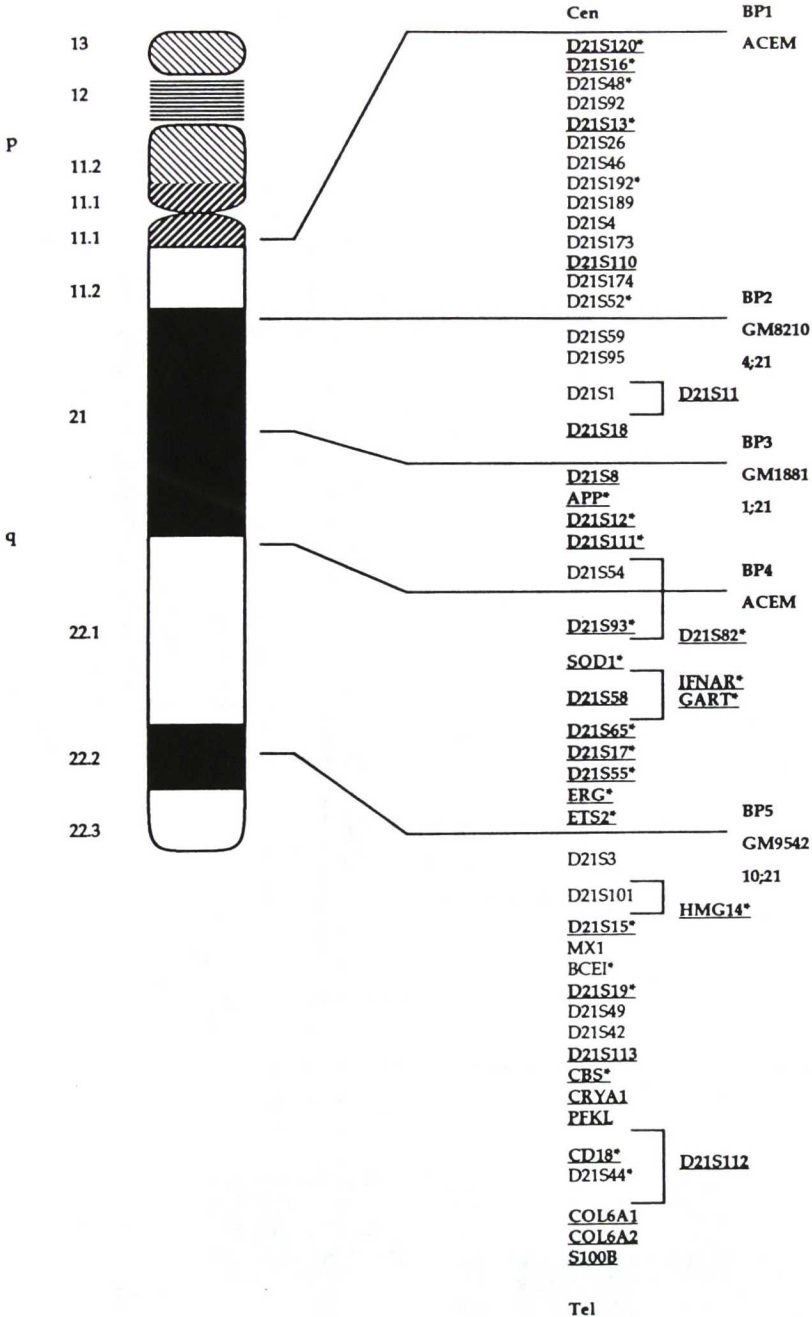 Cen
BP1
ACEM
13
12
p
11.2
11.1
11.1
11.2
21
q
22.1
22.2
22.3
D21S120*
D21S16*
D21S48*
D21S92
D21S13*
D21S26
D21S46
D21S192*
D21S189
D21S4
D21S173
D21S110
D21S174
D21S52*
BP2
GM8210
4;21
D21S59
D21S95
D21S1
D21S11
D21S18
BP3
GM1881
1;21
D21S8
APP*
D21S12*
D21S111*
D21S54
BP4
ACEM
D21S93*
D21S82*
SOD1*
D21S58
IFNAR*
GART*
D21S65*
D21S17*
D21S55*
ERG*
ETS2*
BP5
GM9542
10;21
D21S3
D21S101
HMG14*
D21S15*
MX1
BCEI*
D21S19*
D21S49
D21S42
D21S113
CBS*
CRYA1
PFKL
CD18*
D21S44*
D21S112
COL6A1
COL6A2
S100B
Tel